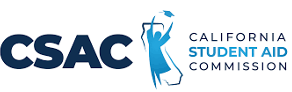 CSAC
CALIFORNIA
STUDENT AID
COMMISSION